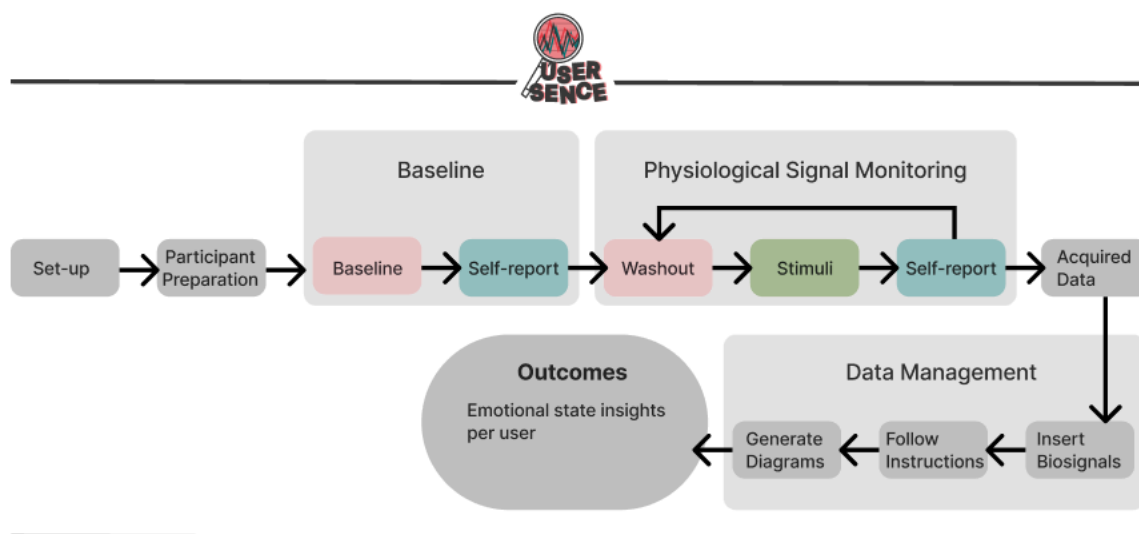 USER
SENCE
Baseline
Physiological Signal Monitoring
Set-up
Participant
Preparation
Baseline
Self-report
Washout
Stimuli
Self-report
Acquired
Data
Outcomes
Emotional state insights
per user
Data Management
Generate
Diagrams
Follow
Instructions
Insert
Biosignals